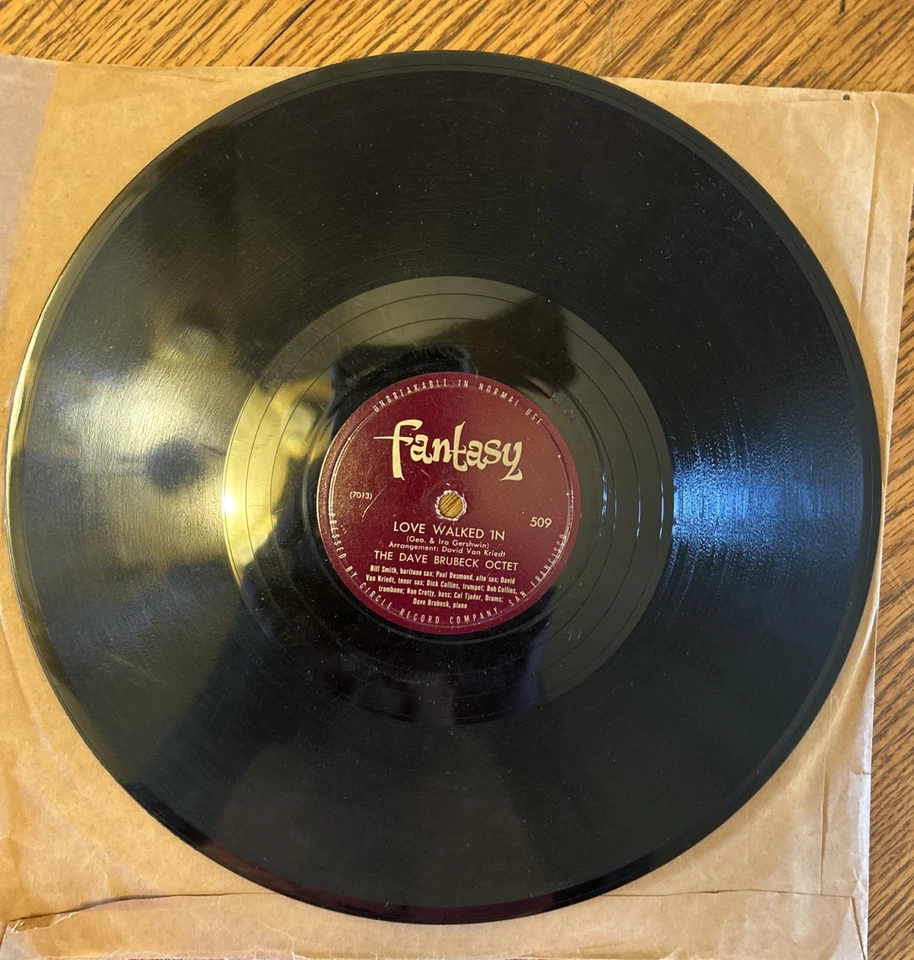 UNBREAKABLE IN NORMAL USE
fantasy
(7013)
509
LOVE WALKED 'IN
(Geo. & Ira Gershwin)
Arrangement: David Van Kriedt
THE DAVE BRUBECK OCTET
Bill Smith, baritone sax; Paul Desmond, alto sax; David
Van Kriedt, tenor sax; Dick Collins, trumpet; Bob Collins,
trombone; Ron Crotty, bass; Cal Tjader, Drums;
Dave Brubeck, piano
PRESSED BY CIRCLE RECORD COMPANY, SAN FRANCISCO